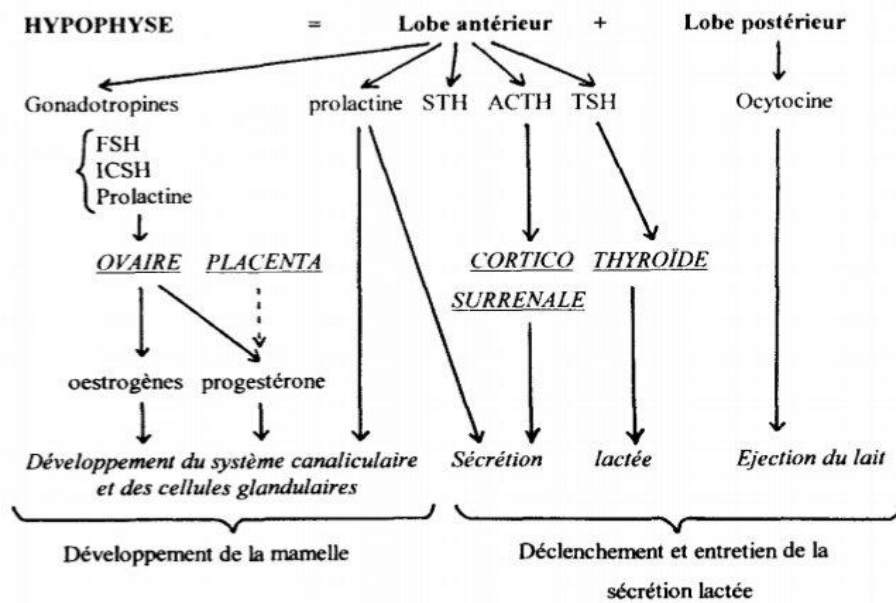 HYPOPHYSE = Lobe antérieur + Lobe postérieur
Gonadotropines prolactine STH ACTH TSH Ocytocine
FSH
ICSH
Prolactine
OVAIRE PLACENTA CORTICO THYROÏDE
SURRENALE
oestrogènes progestérone
Développement du système canaliculaire Sécrétion lactée Ejection du lait
et des cellules glandulaires
Développement de la mamelle Déclenchement et entretien de la
sécrétion lactée